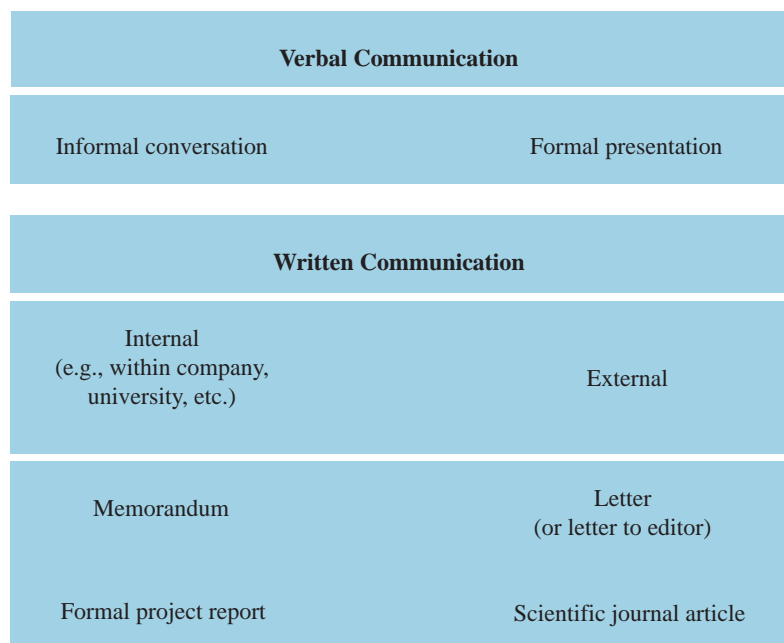 Verbal Communication
Informal conversation
Formal presentation
Written Communication
Internal
(e.g., within company,
university, etc.)
External
Memorandum
Letter
(or letter to editor)
Formal project report
Scientific journal article